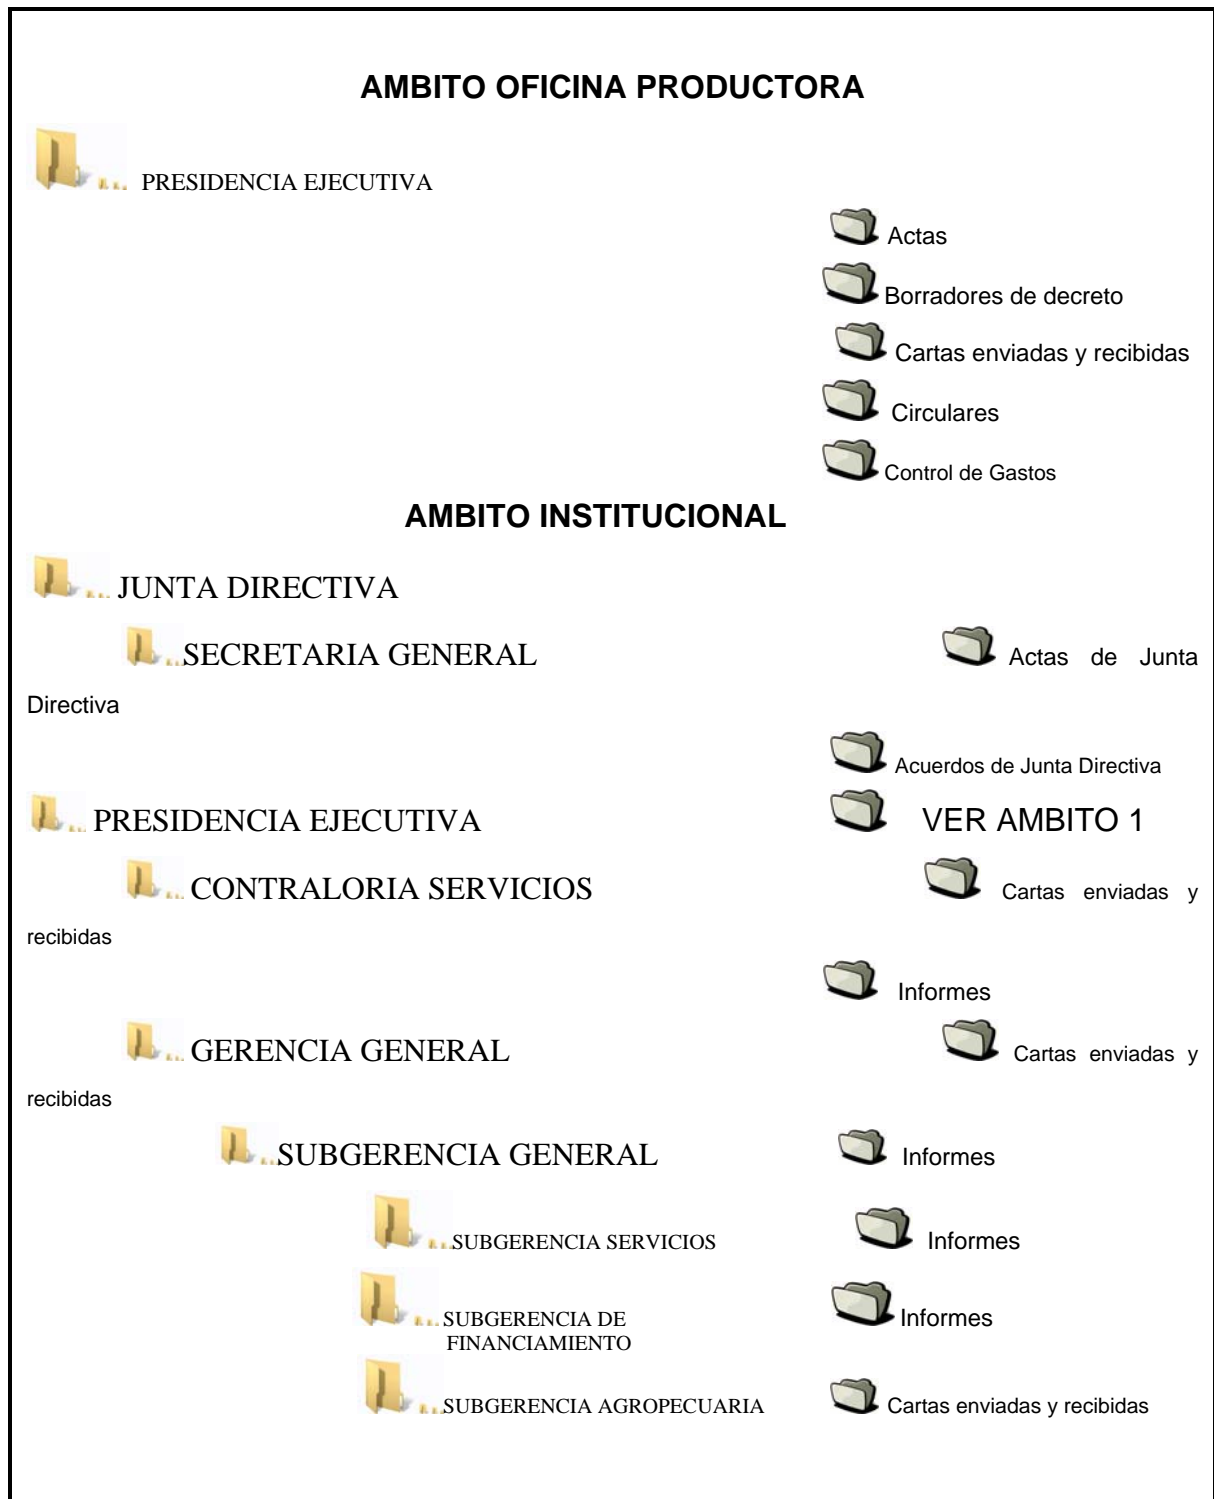 AMBITO OFICINA PRODUCTORA
PRESIDENCIA EJECUTIVA
Actas
Borradores de decreto
Cartas enviadas y recibidas
Circulares
Control de Gastos
AMBITO INSTITUCIONAL
JUNTA DIRECTIVA
SECRETARIA GENERAL Actas de Junta
Directiva
Acuerdos de Junta Directiva
PRESIDENCIA EJECUTIVA VER AMBITO 1
CONTRALORIA SERVICIOS Cartas enviadas y
recibidas
Informes
GERENCIA GENERAL Cartas enviadas y
recibidas
SUBGERENCIA GENERAL Informes
SUBGERENCIA SERVICIOS Informes
SUBGERENCIA DE Informes
FINANCIAMIENTO
SUBGERENCIA AGROPECUARIA Cartas enviadas y recibidas